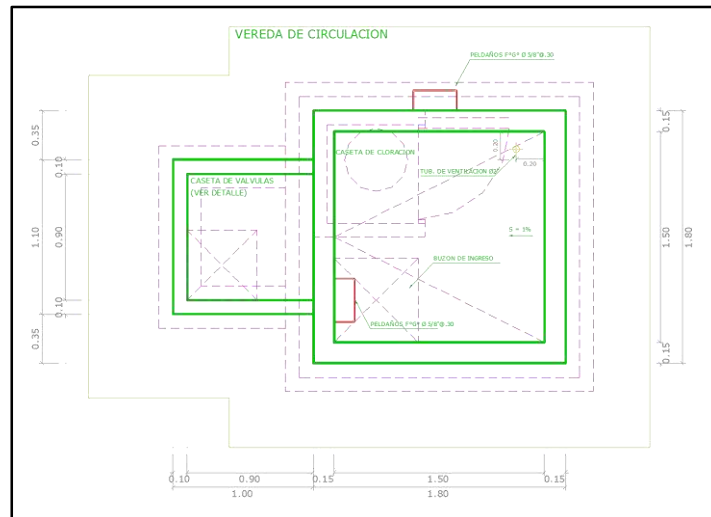 VEREDA DE CIRCULACION
PELDAÑOS FºGº Ø 5/8"@.30
CASETA DE CLORACION
0.20
0.20
TUB. DE VENTILACION Ø2"
CASETA DE VALVULAS
(VER DETALLE)
S = 1%
BUZON DE INGRESO
PELDAÑOS FºGº Ø 5/8"@.30
0.35
0.10
1.10
0.90
0.10
0.35
0.15
1.50
1.80
0.15
0.10
0.90
0.15
1.50
0.15
1.00
1.80